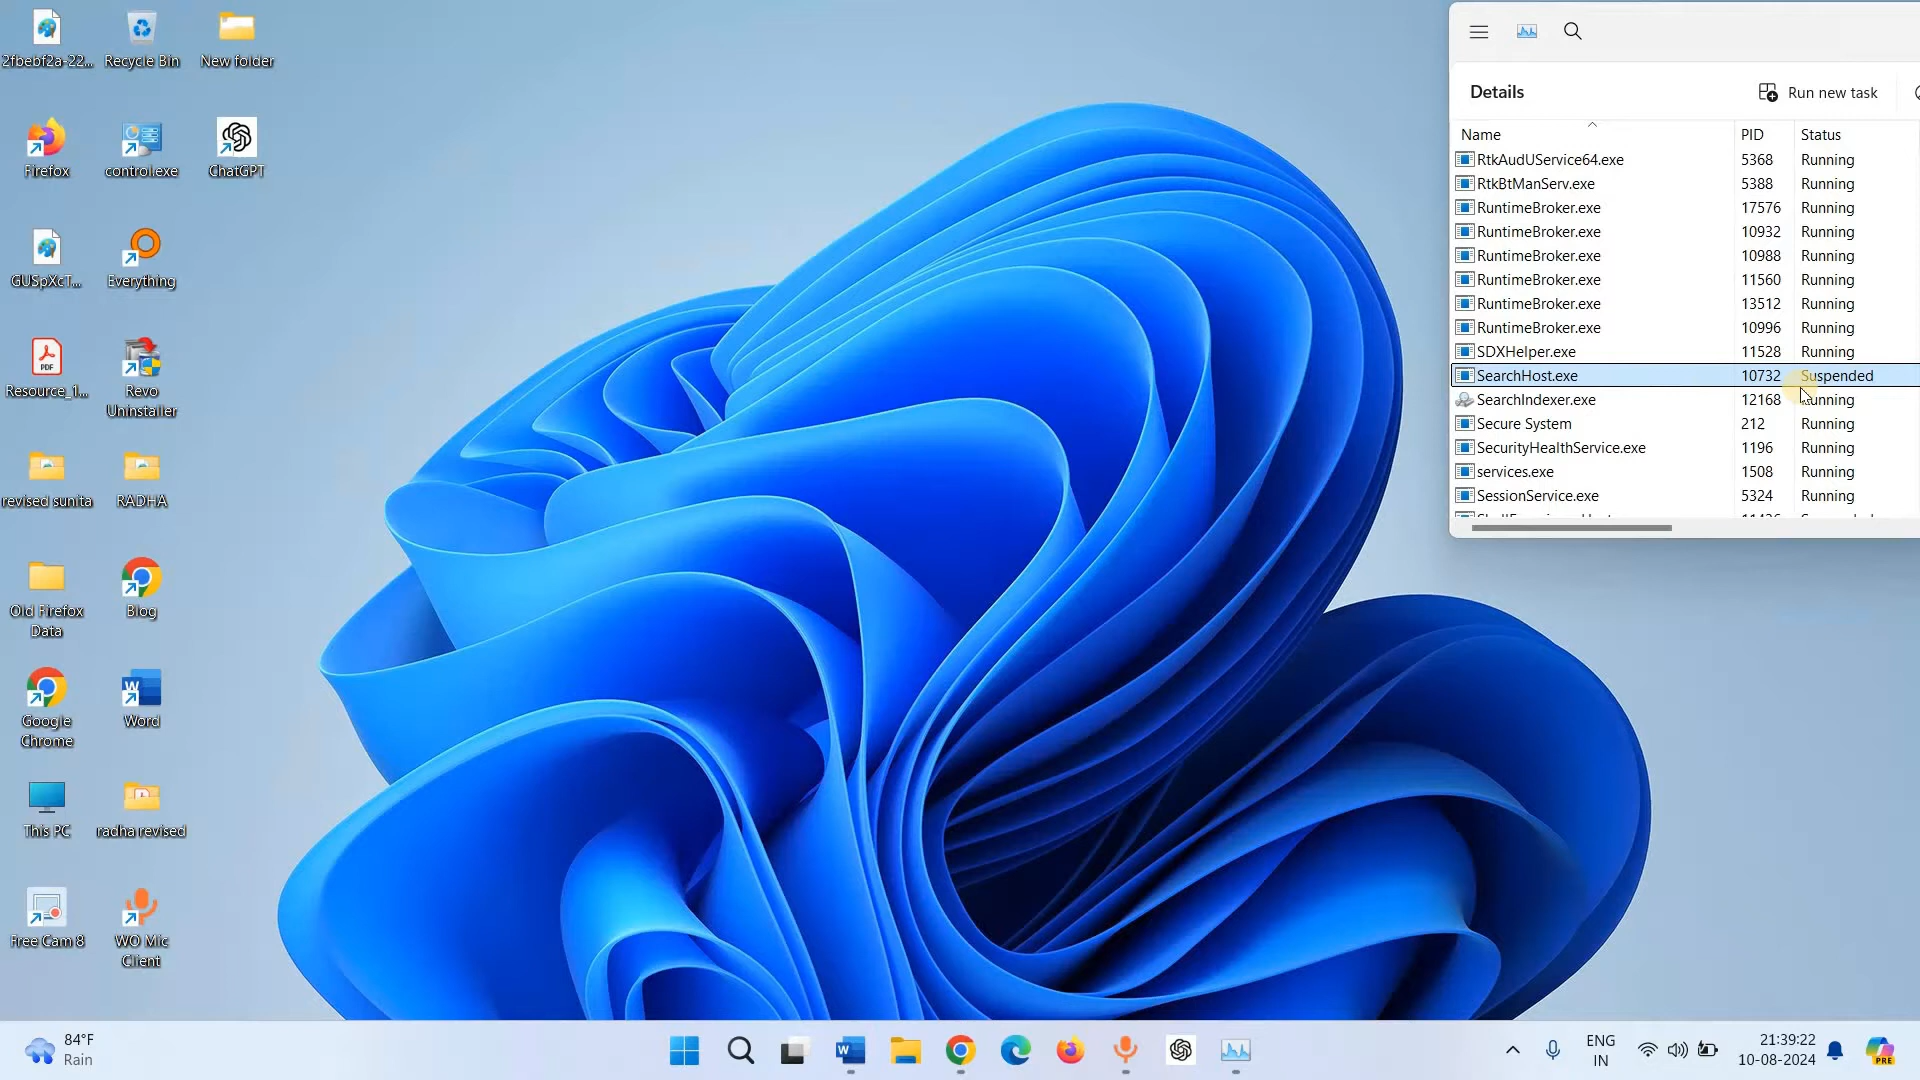 2fbebf2a-22...
Recycle Bin
New folder
Firefox
control.exe
ChatGPT
GUSpXcT...
Everything
Resource_1...
Revo
Uninstaller
revised sunita
RADHA
Old Firefox
Data
Blog
Google
Chrome
Word
This PC
radha revised
Free Cam 8
WO Mic
Client
Details
Run new task
Name PID Status
RtkAudUService64.exe 5368 Running
RtkBtManServ.exe 5388 Running
RuntimeBroker.exe 17576 Running
RuntimeBroker.exe 10932 Running
RuntimeBroker.exe 10988 Running
RuntimeBroker.exe 11560 Running
RuntimeBroker.exe 13512 Running
RuntimeBroker.exe 10996 Running
SDXHelper.exe 11528 Running
SearchHost.exe 10732 Suspended
SearchIndexer.exe 12168 Running
Secure System 212 Running
SecurityHealthService.exe 1196 Running
services.exe 1508 Running
SessionService.exe 5324 Running
84°F
Rain
ENG
IN
21:39:22
10-08-2024
PRE